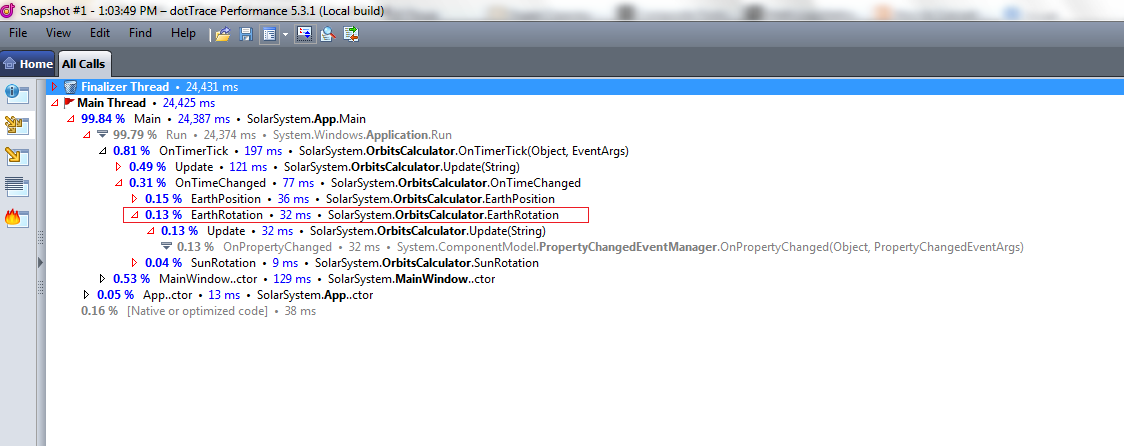 Snapshot #1 - 1:03:49 PM – dotTrace Performance 5.3.1 (Local build)
File View Edit Find Help
Home All Calls
Finalizer Thread • 24,431 ms
Main Thread • 24,425 ms
99.84 % Main • 24,387 ms • SolarSystem.App.Main
99.79 % Run • 24,374 ms • System.Windows.Application.Run
0.81 % OnTimerTick • 197 ms • SolarSystem.OrbitsCalculator.OnTimerTick(Object, EventArgs)
0.49 % Update • 121 ms • SolarSystem.OrbitsCalculator.Update(String)
0.31 % OnTimeChanged • 77 ms • SolarSystem.OrbitsCalculator.OnTimeChanged
0.15 % EarthPosition • 36 ms • SolarSystem.OrbitsCalculator.EarthPosition
0.13 % EarthRotation • 32 ms • SolarSystem.OrbitsCalculator.EarthRotation
0.13 % Update • 32 ms • SolarSystem.OrbitsCalculator.Update(String)
0.13 % OnPropertyChanged • 32 ms • System.ComponentModel.PropertyChangedEventManager.OnPropertyChanged(Object, PropertyChangedEventArgs)
0.04 % SunRotation • 9 ms • SolarSystem.OrbitsCalculator.SunRotation
0.53 % MainWindow..ctor • 129 ms • SolarSystem.MainWindow..ctor
0.05 % App..ctor • 13 ms • SolarSystem.App..ctor
0.16 % [Native or optimized code] • 38 ms